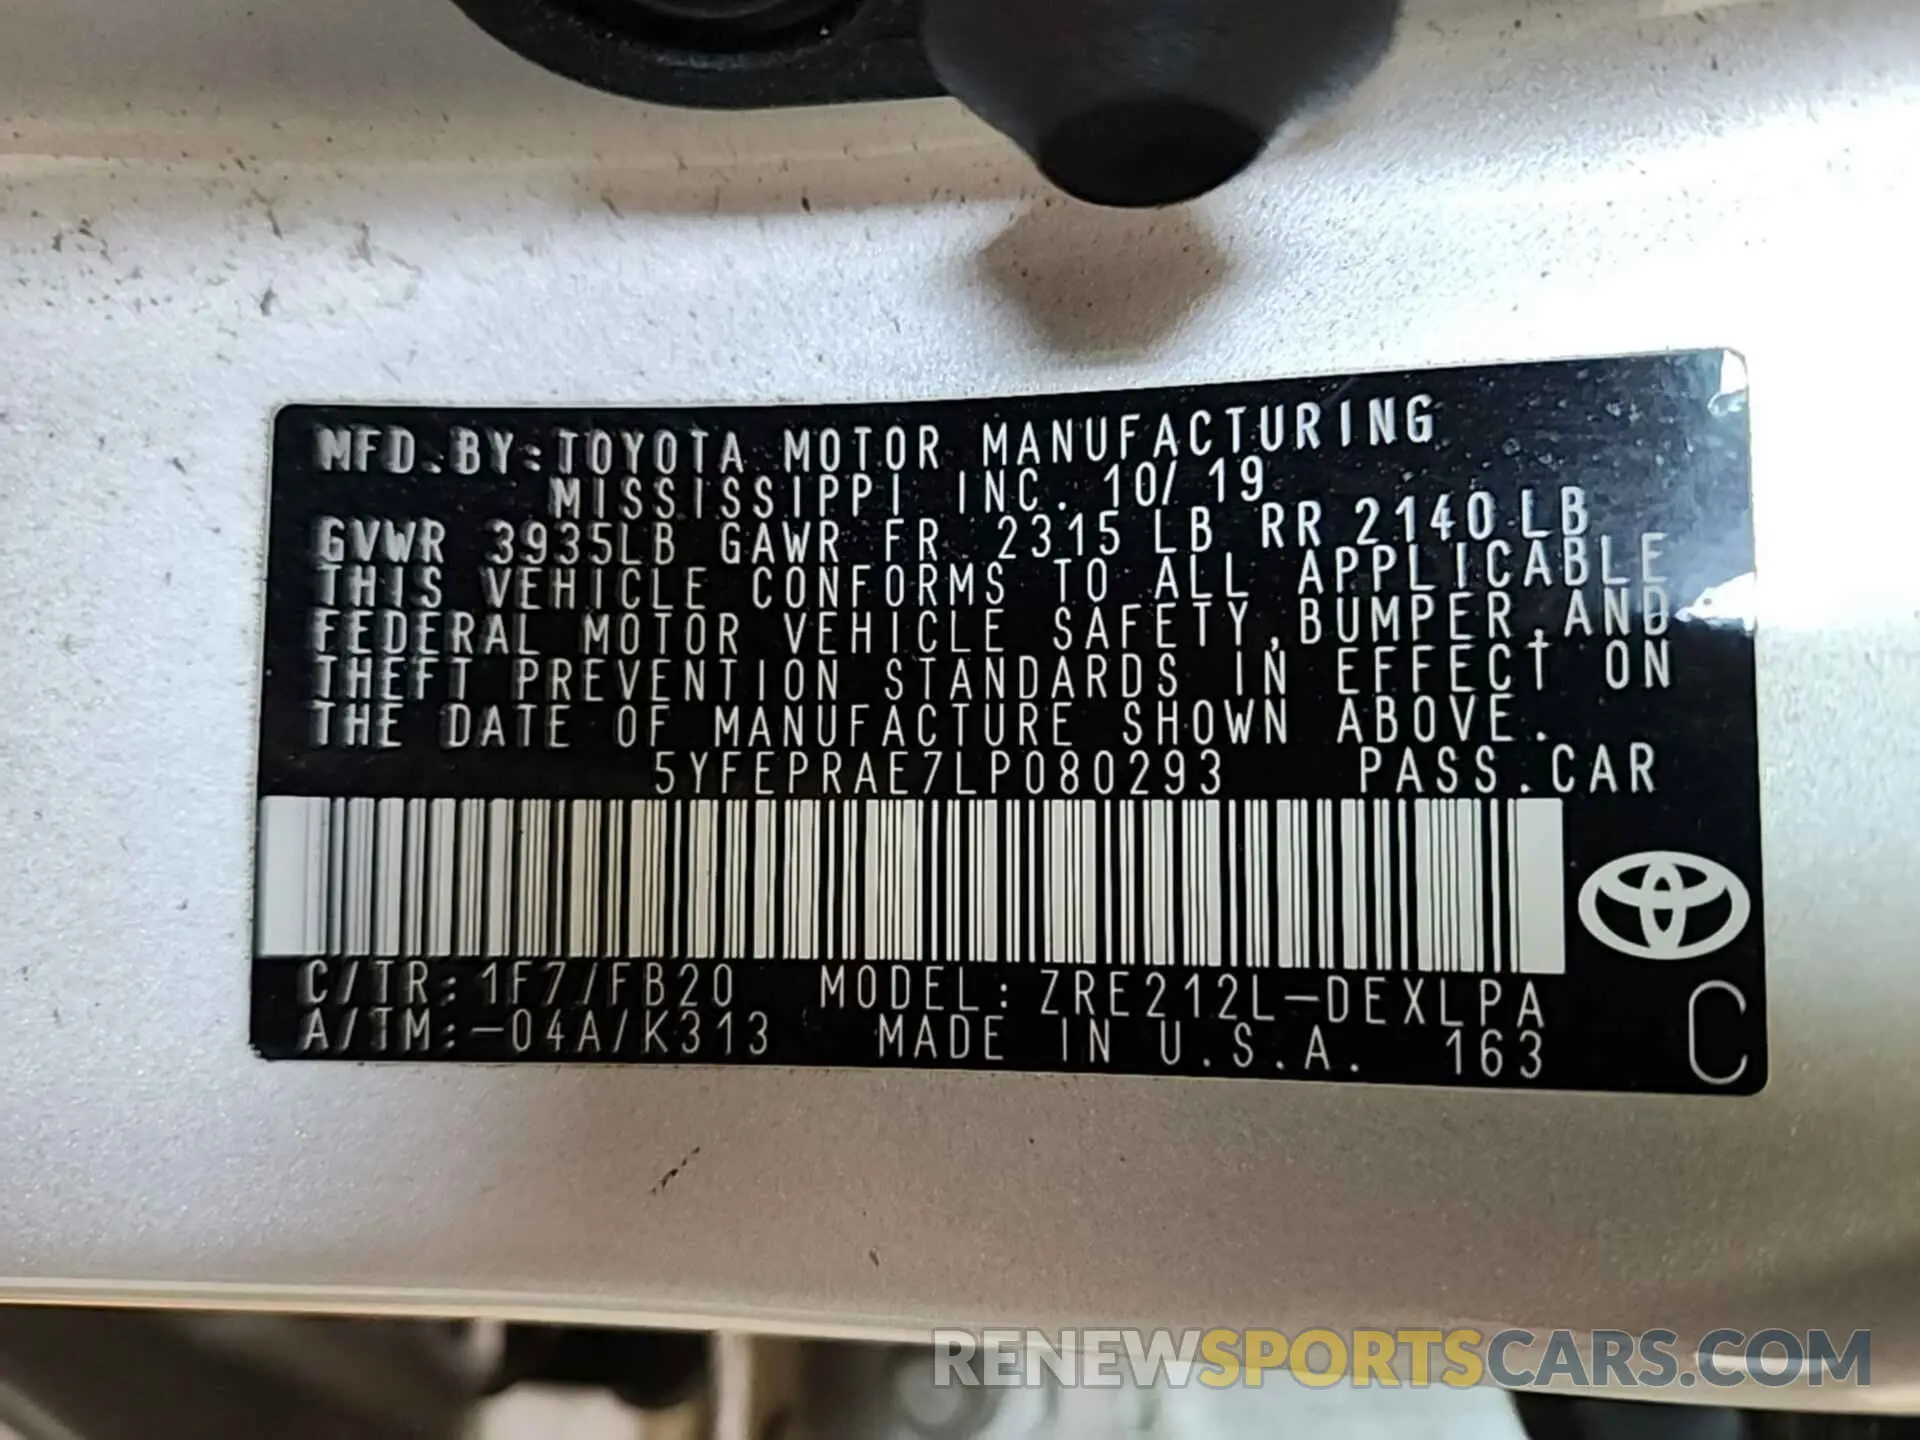 MFD.BY:TOYOTA MOTOR MANUFACTURING
MISSISSIPPI INC. 10/19
GVWR 3935LB GAWR FR 2315 LB RR 2140 LB
THIS VEHICLE CONFORMS TO ALL APPLICABLE
FEDERAL MOTOR VEHICLE SAFETY, BUMPER, AND
THEFT PREVENTION STANDARDS IN EFFECT ON
THE DATE OF MANUFACTURE SHOWN ABOVE.
5YFEPRAE7LP080293 PASS.CAR
C/TR: 1F7/FB20 MODEL: ZRE212L-DEXLPA
A/TM:-04A/K313 MADE IN U.S.A. 163
C
RENEWSPORTSCARS.COM